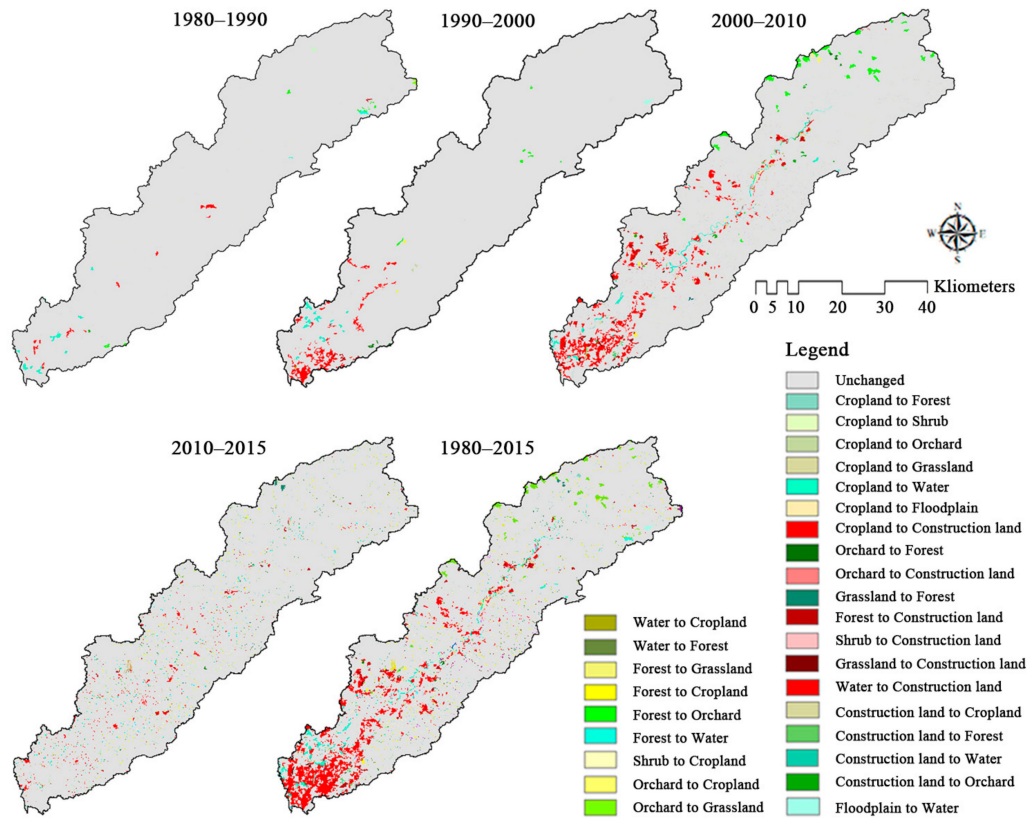 1980–1990
1990–2000
2000–2010
N
W E
S
Kliometers
0 5 10 20 30 40
2010–2015
1980–2015
Legend
Unchanged
Cropland to Forest
Cropland to Shrub
Cropland to Orchard
Cropland to Grassland
Cropland to Water
Cropland to Floodplain
Cropland to Construction land
Orchard to Forest
Orchard to Construction land
Grassland to Forest
Forest to Construction land
Shrub to Construction land
Grassland to Construction land
Water to Construction land
Construction land to Cropland
Construction land to Forest
Construction land to Water
Construction land to Orchard
Floodplain to Water
Water to Cropland
Water to Forest
Forest to Grassland
Forest to Cropland
Forest to Orchard
Forest to Water
Shrub to Cropland
Orchard to Cropland
Orchard to Grassland